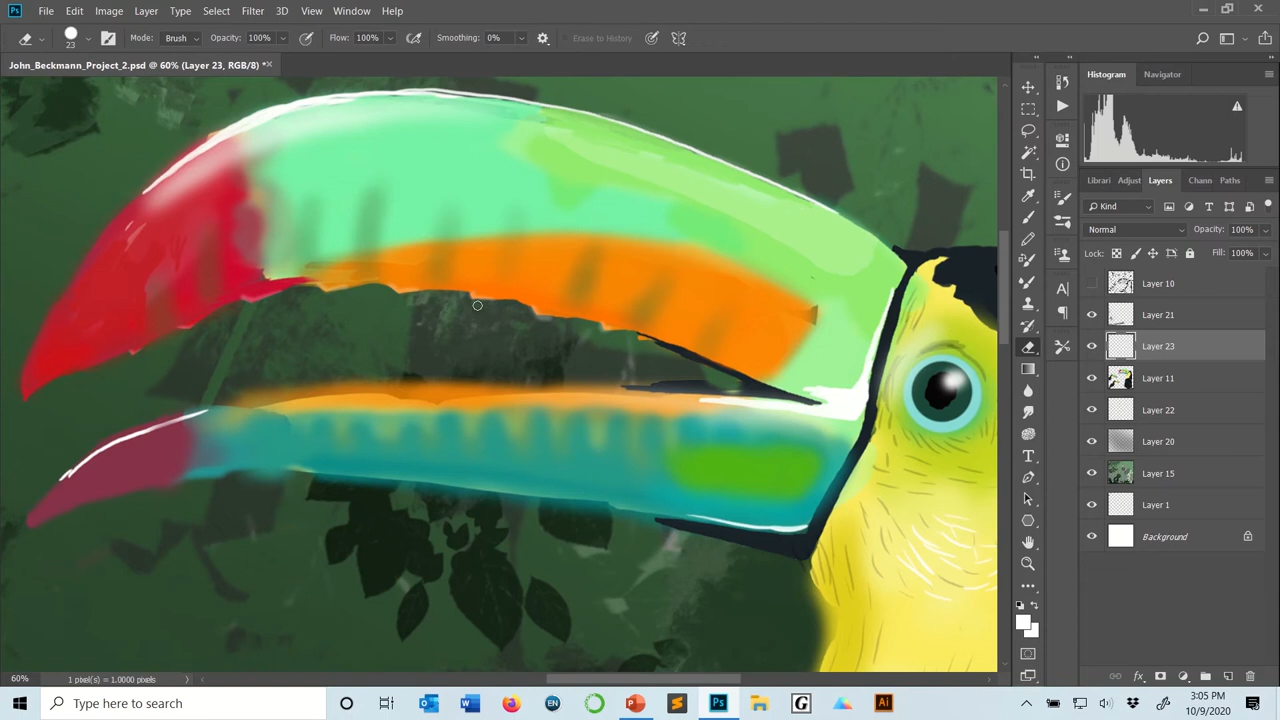 Ps File Edit Image Layer Type Select Filter 3D View Window Help
23 Mode: Brush Opacity: 100% Flow: 100% Smoothing: 0% Erase to History
John_Beckmann_Project_2.psd @ 60% (Layer 23, RGB/8) *
Histogram Navigator
Librari Adjust Layers Chann Paths
Kind
Normal Opacity: 100%
Lock: Fill: 100%
Layer 10
Layer 21
Layer 23
Layer 11
Layer 22
Layer 20
Layer 15
Layer 1
Background
60% 1 pixel(s) = 1.0000 pixels
Type here to search
EN Ps G Ai
3:05 PM
10/9/2020